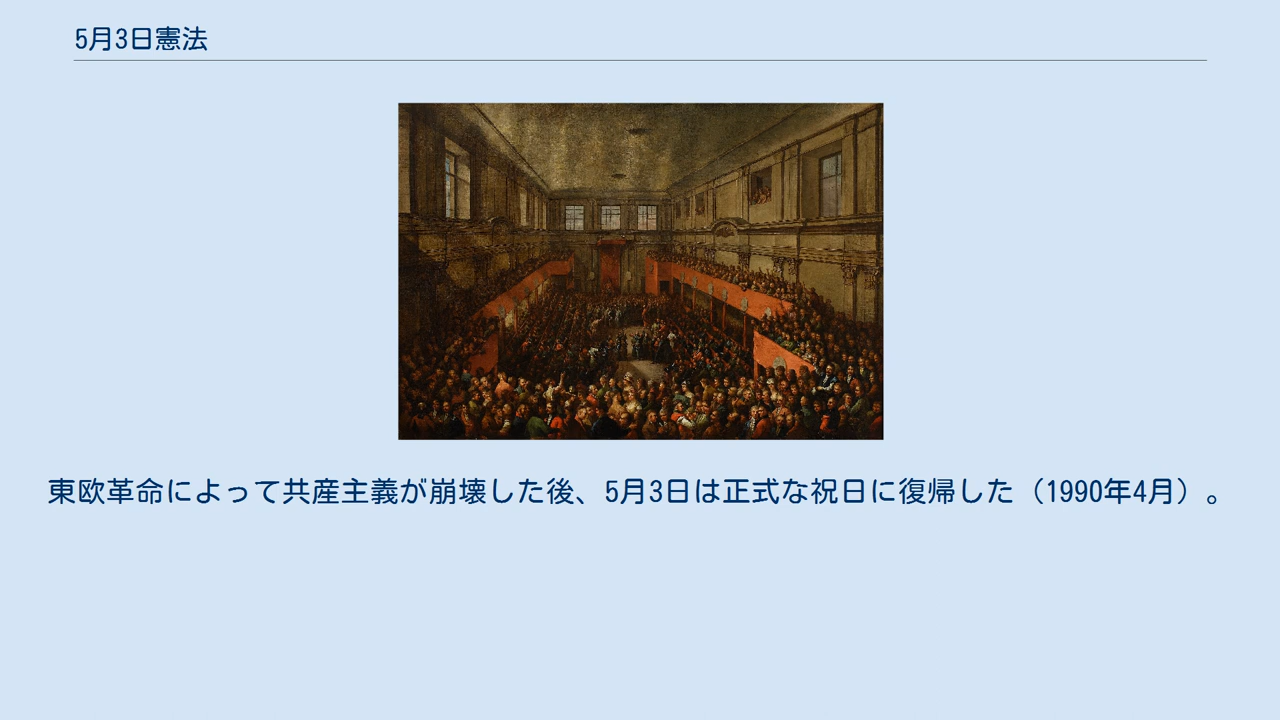 5月3日憲法
東欧革命によって共産主義が崩壊した後、5月3日は正式な祝日に復帰した（1990年4月）。